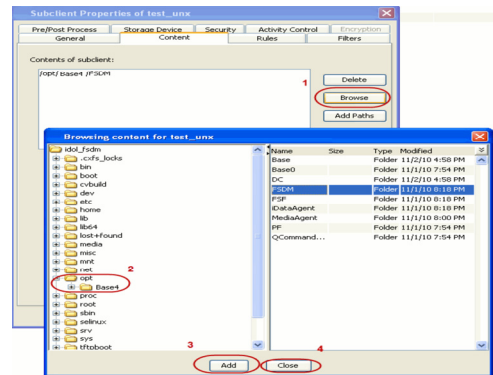 Subclient Properties of test_unx
Pre/Post Process Storage Device Security Activity Control Encryption
General Content Rules Filters
Contents of subclient:
/opt/ Base4 /FSDM
1
Delete
Browse
Add Paths
Browsing content for test_unx
idol_fsdm
.cxfs_locks
bin
boot
cvbuild
dev
etc
home
lib
lib64
lost+found
media
misc
mnt
net
2
opt
Base4
proc
root
sbin
selinux
srv
sys
tftpboot
Name Size Type Modified
Base Folder 11/2/10 4:58 PM
Base0 Folder 11/1/10 7:54 PM
DC Folder 11/2/10 4:58 PM
FSDM Folder 11/1/10 8:18 PM
FSF Folder 11/1/10 8:18 PM
iDataAgent Folder 11/1/10 8:18 PM
MediaAgent Folder 11/1/10 8:00 PM
PF Folder 11/1/10 7:54 PM
QCommand... Folder 11/1/10 7:54 PM
3 4
Add Close